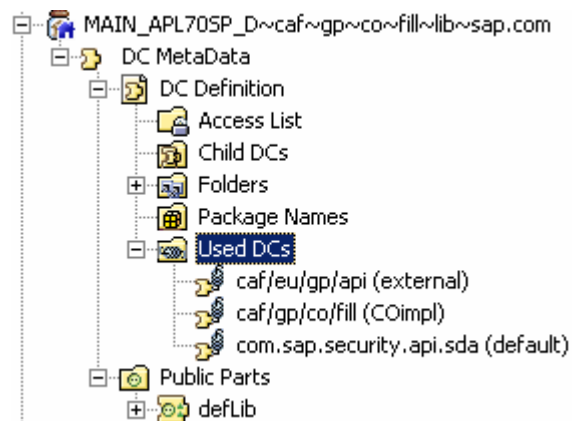 MAIN_APL70SP_D~caf~gp~co~fill~lib~sap.com
DC MetaData
DC Definition
Access List
Child DCs
Folders
Package Names
Used DCs
caf/eu/gp/api (external)
caf/gp/co/fill (COimpl)
com.sap.security.api.sda (default)
Public Parts
defLib